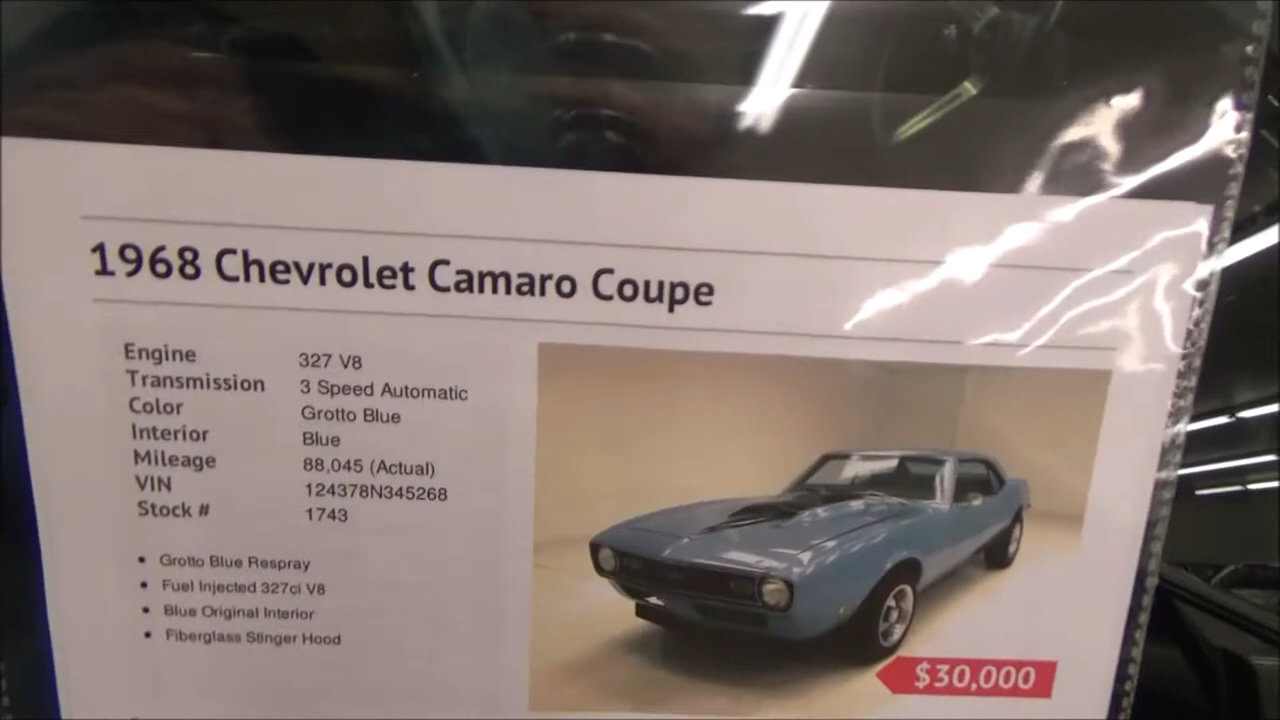 1968 Chevrolet Camaro Coupe
Engine 327 V8
Transmission 3 Speed Automatic
Color Grotto Blue
Interior Blue
Mileage 88,045 (Actual)
VIN 124378N345268
Stock # 1743
• Grotto Blue Respray
• Fuel Injected 327ci V8
• Blue Original Interior
• Fiberglass Stinger Hood
$30,000